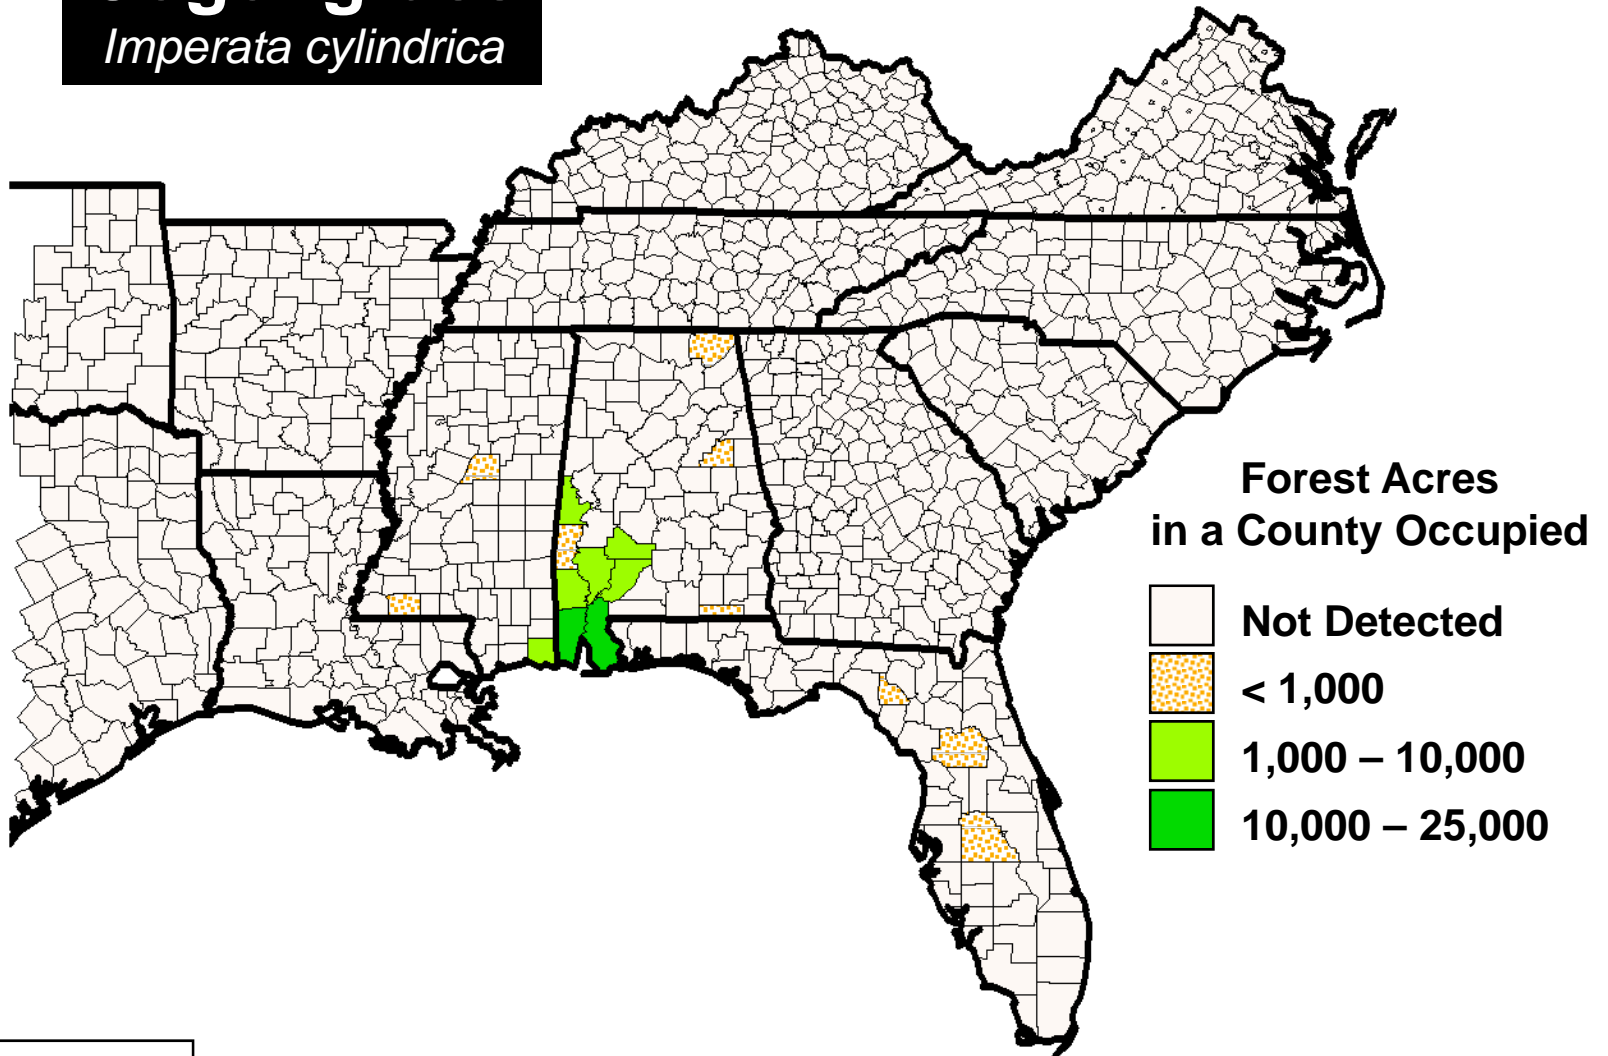 Imperata cylindrica
Forest Acres
in a County Occupied
Not Detected
< 1,000
1,000 – 10,000
10,000 – 25,000